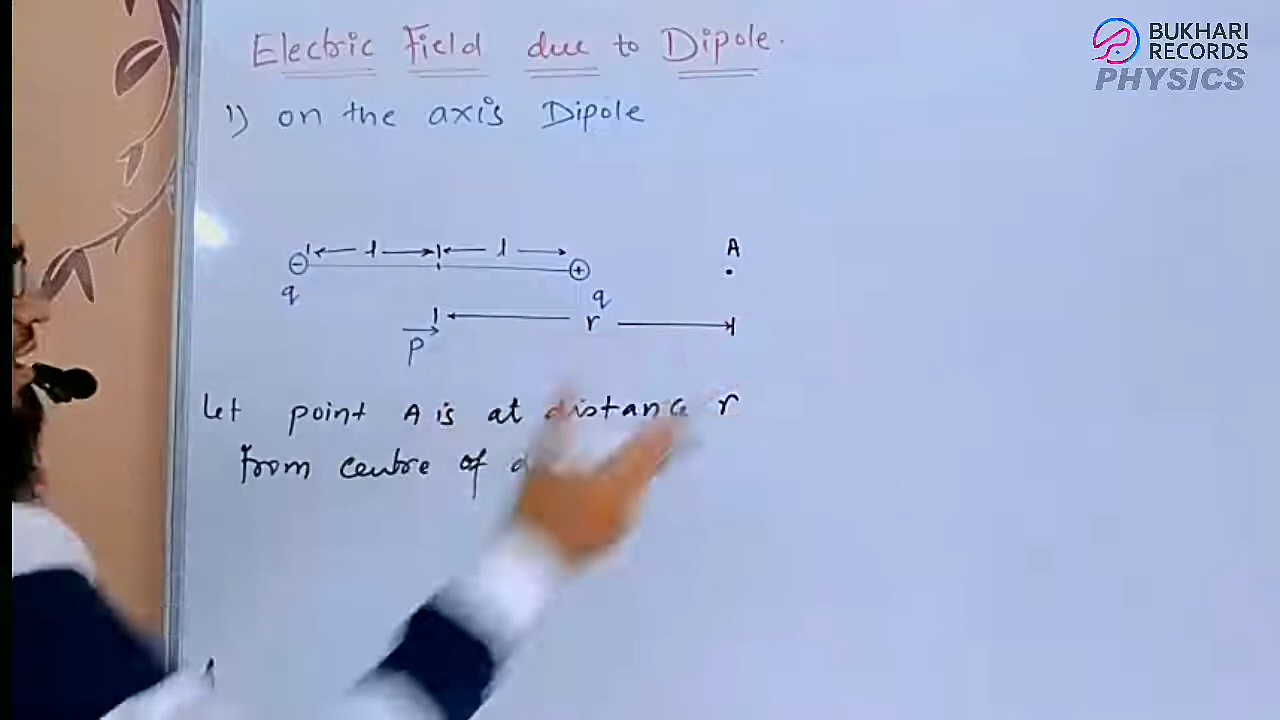 Electric Field due to Dipole.
BUKHARI RECORDS
PHYSICS
1) on the axis Dipole
l l A
- +
q q
r
P
Let point A is at distance r
from centre of